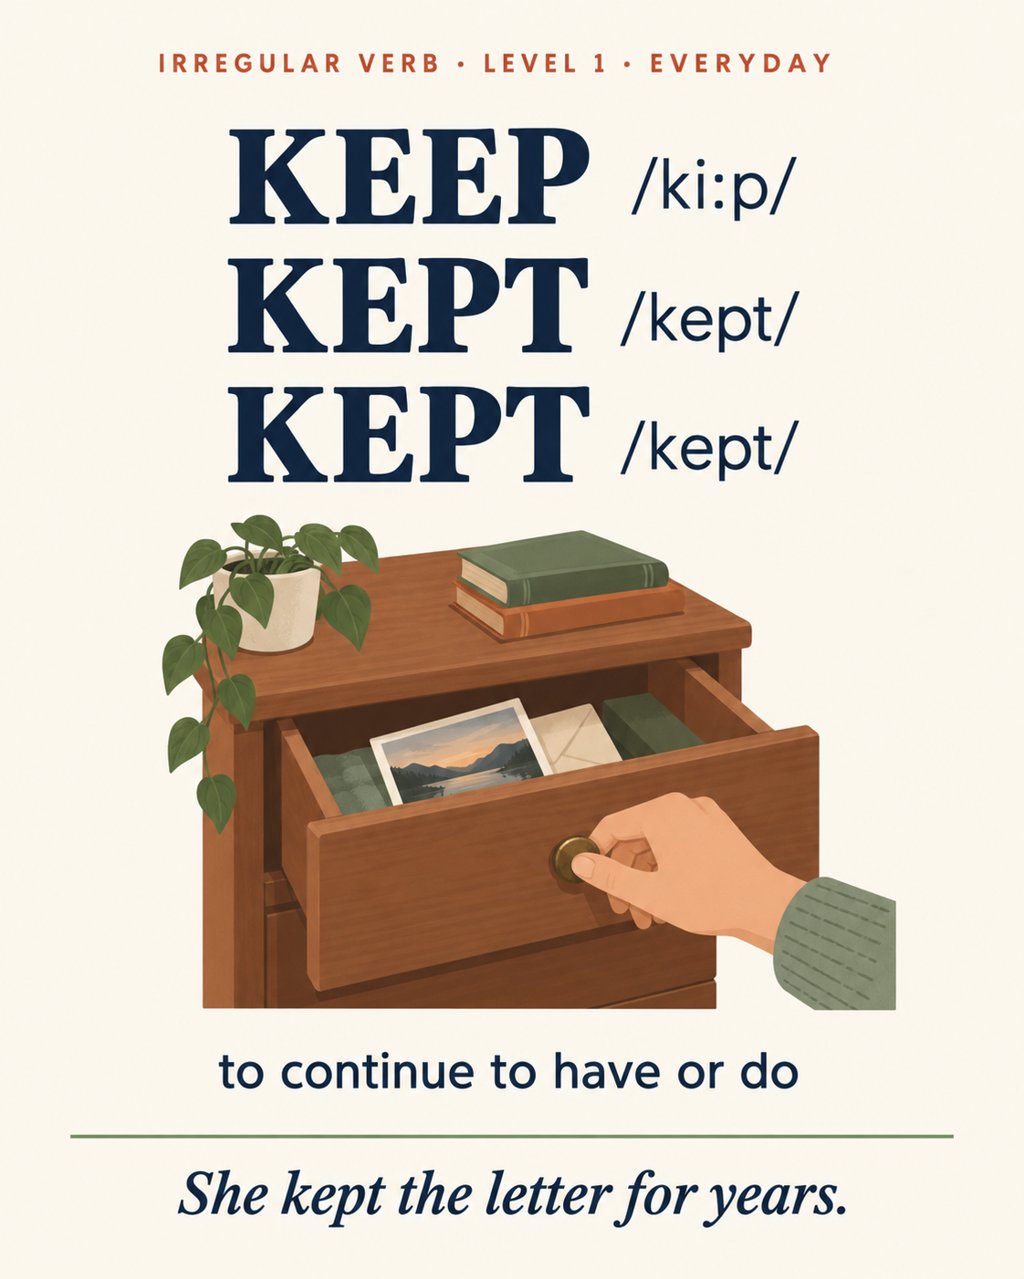 IRREGULAR VERB · LEVEL 1 · EVERYDAY
KEEP /ki:p/
KEPT /kept/
KEPT /kept/
to continue to have or do
She kept the letter for years.